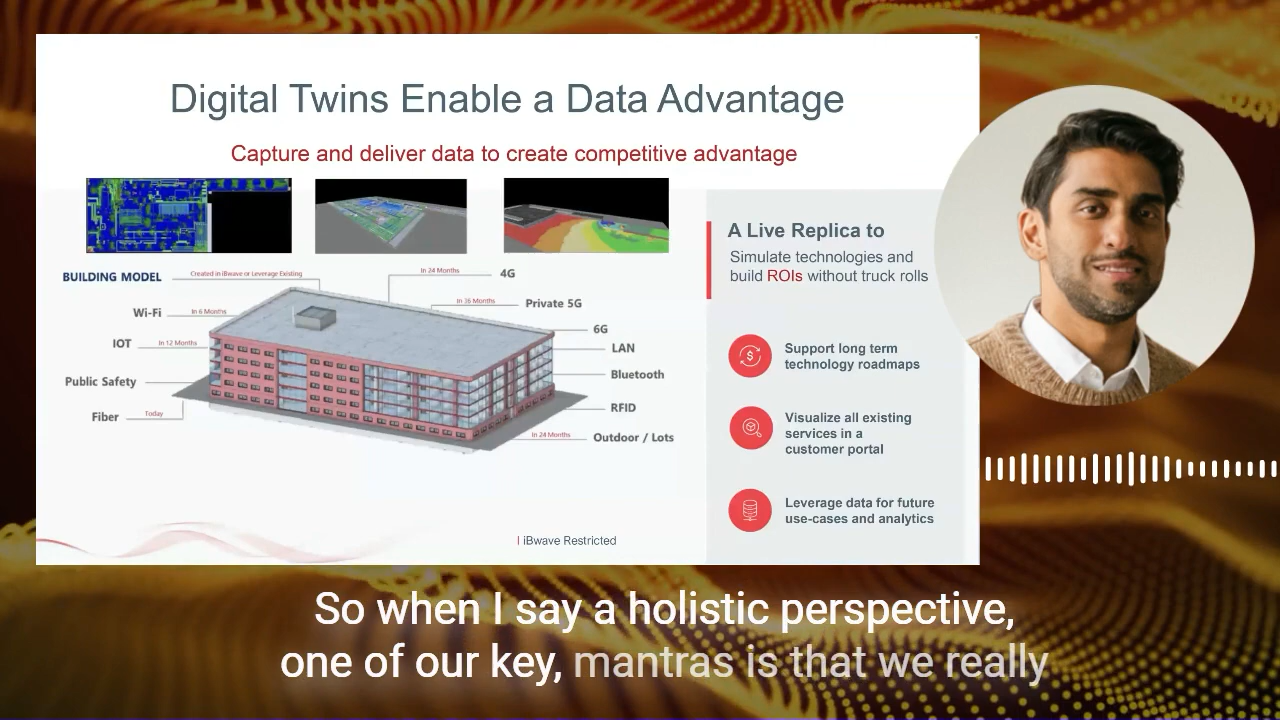 Digital Twins Enable a Data Advantage
Capture and deliver data to create competitive advantage
BUILDING MODEL
Created in iBwave or Leverage Existing
In 24 Months
4G
Wi-Fi
In 6 Months
In 36 Months
Private 5G
IOT
In 12 Months
6G
LAN
Public Safety
Bluetooth
Fiber
Today
RFID
In 24 Months
Outdoor / Lots
A Live Replica to
Simulate technologies and
build ROIs without truck rolls
Support long term
technology roadmaps
Visualize all existing
services in a
customer portal
Leverage data for future
use-cases and analytics
iBwave Restricted
So when I say a holistic perspective,
one of our key, mantras is that we really